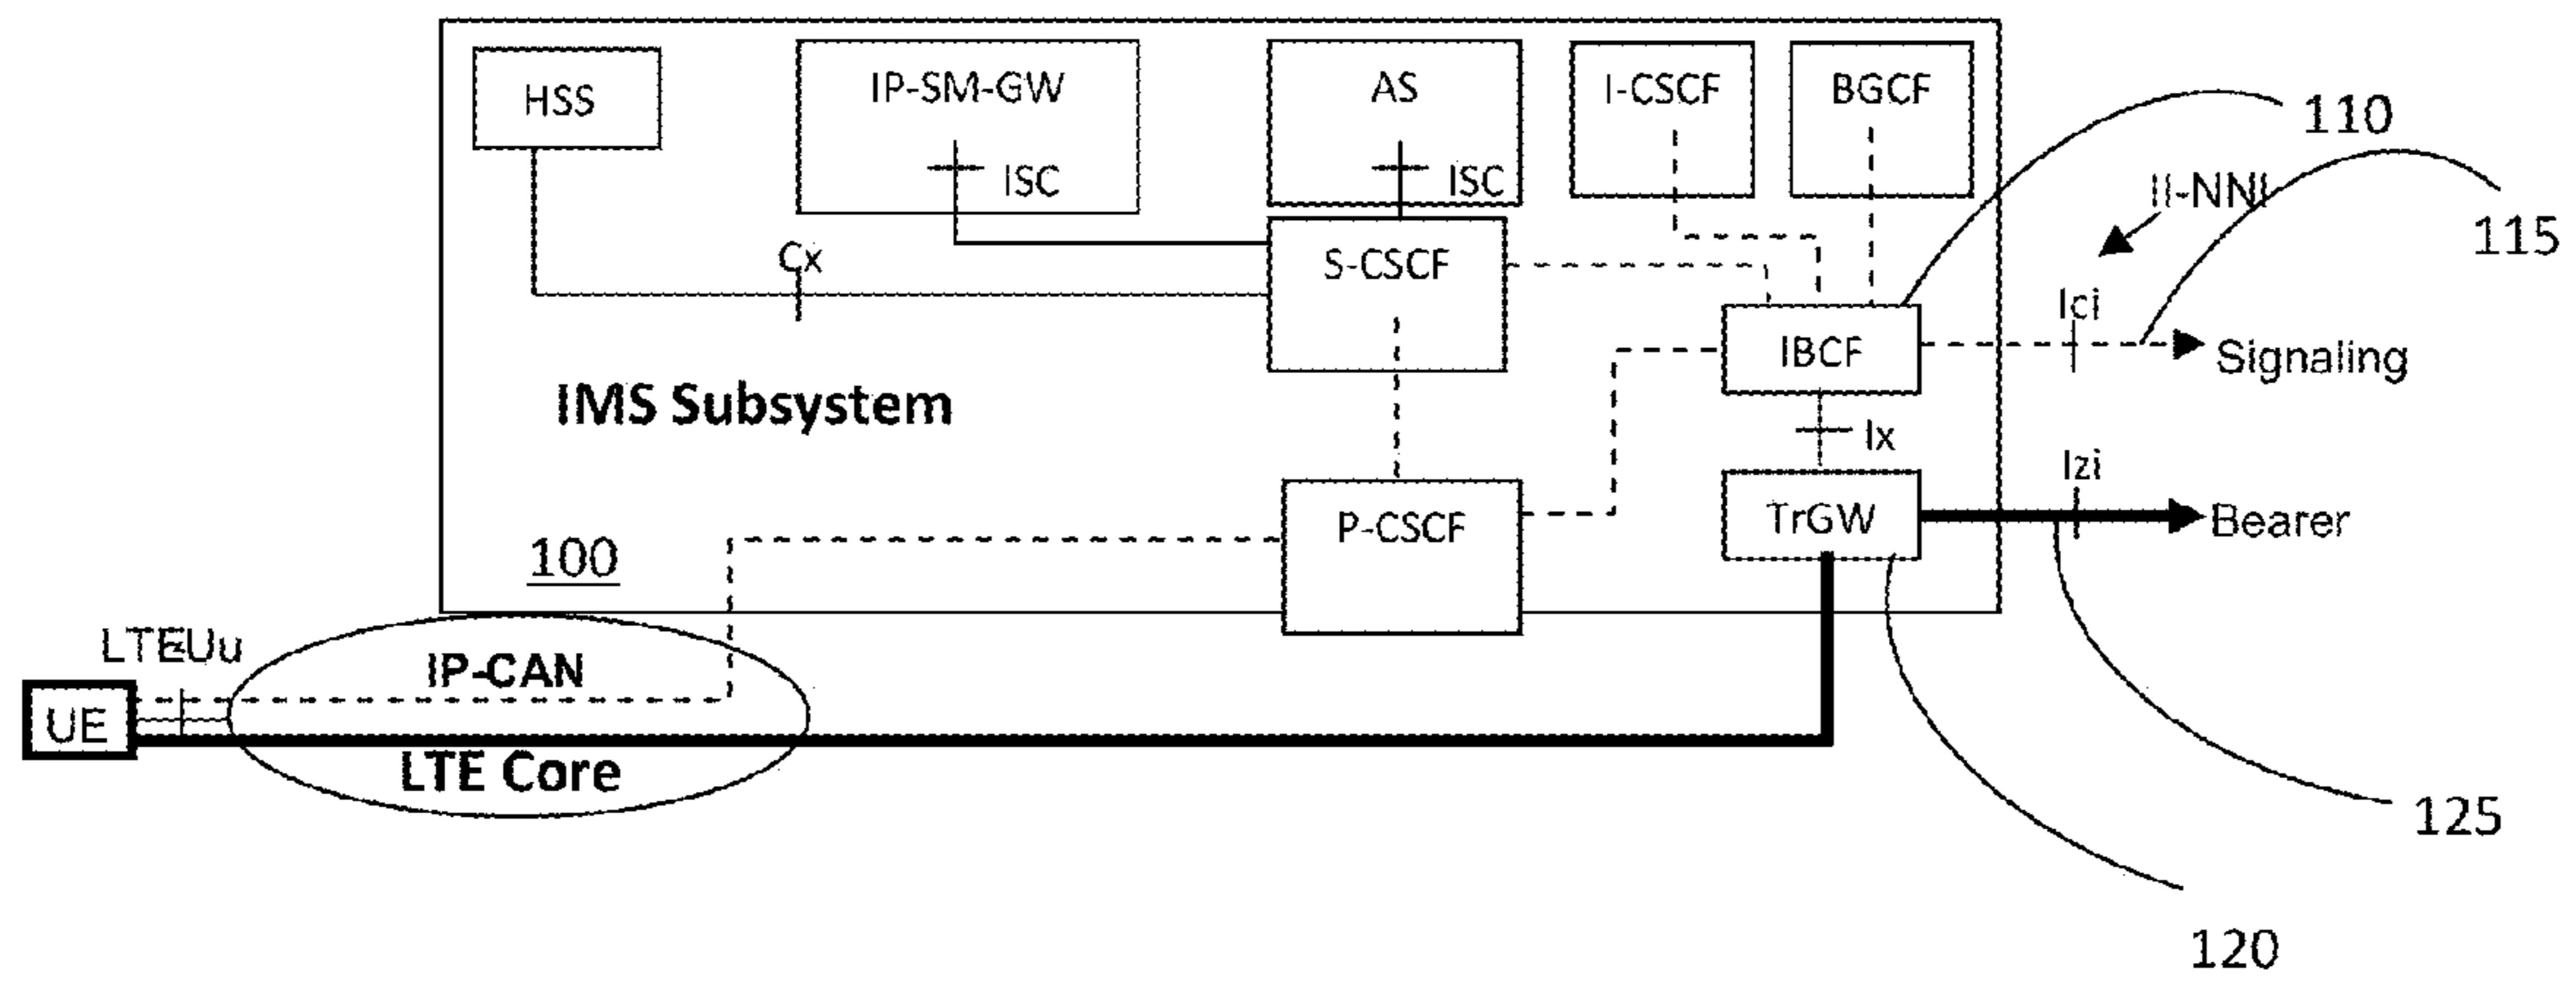 HSS
IP-SM-GW
ISC
AS
ISC
I-CSCF
BGCF
110
II-NNI
115
Cx
S-CSCF
Ici
IBCF
Signaling
IMS Subsystem
Ix
Izi
100
P-CSCF
TrGW
Bearer
LTEUu
IP-CAN
UE
LTE Core
125
120